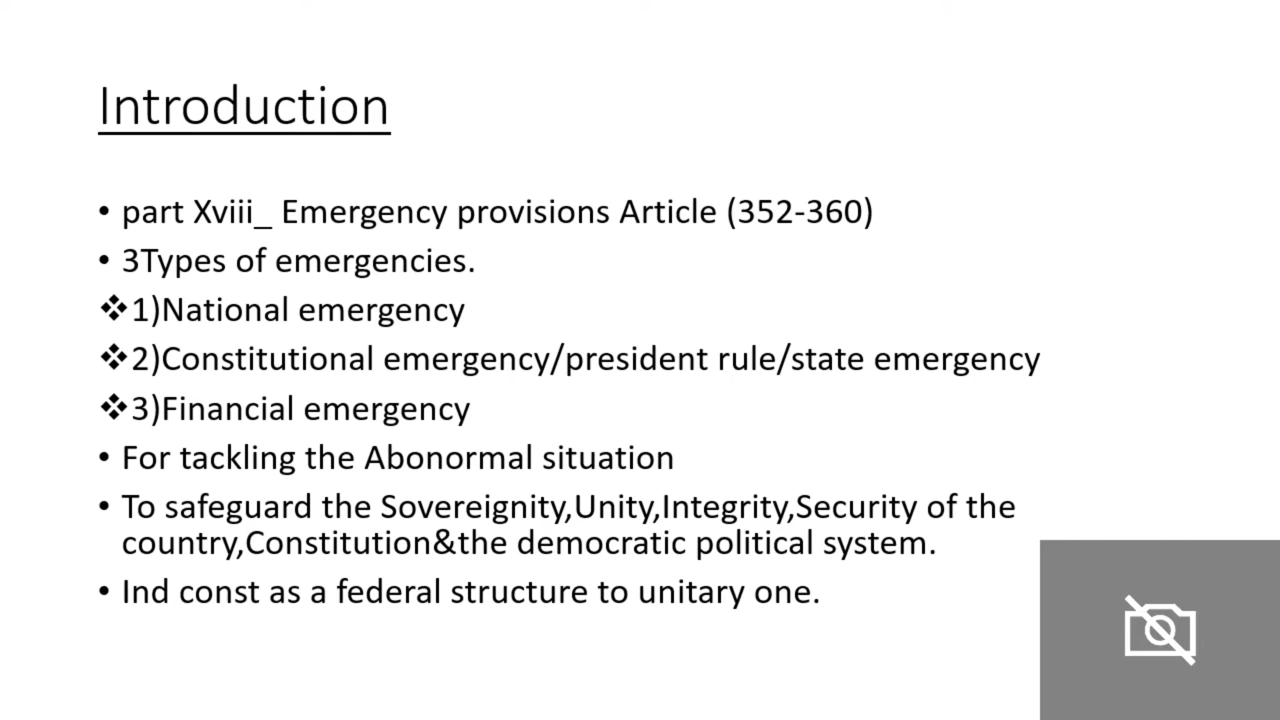 Introduction
• part Xviii_ Emergency provisions Article (352-360)
• 3Types of emergencies.
❖1)National emergency
❖2)Constitutional emergency/president rule/state emergency
❖3)Financial emergency
• For tackling the Abonormal situation
• To safeguard the Sovereignity,Unity,Integrity,Security of the
country,Constitution&the democratic political system.
• Ind const as a federal structure to unitary one.